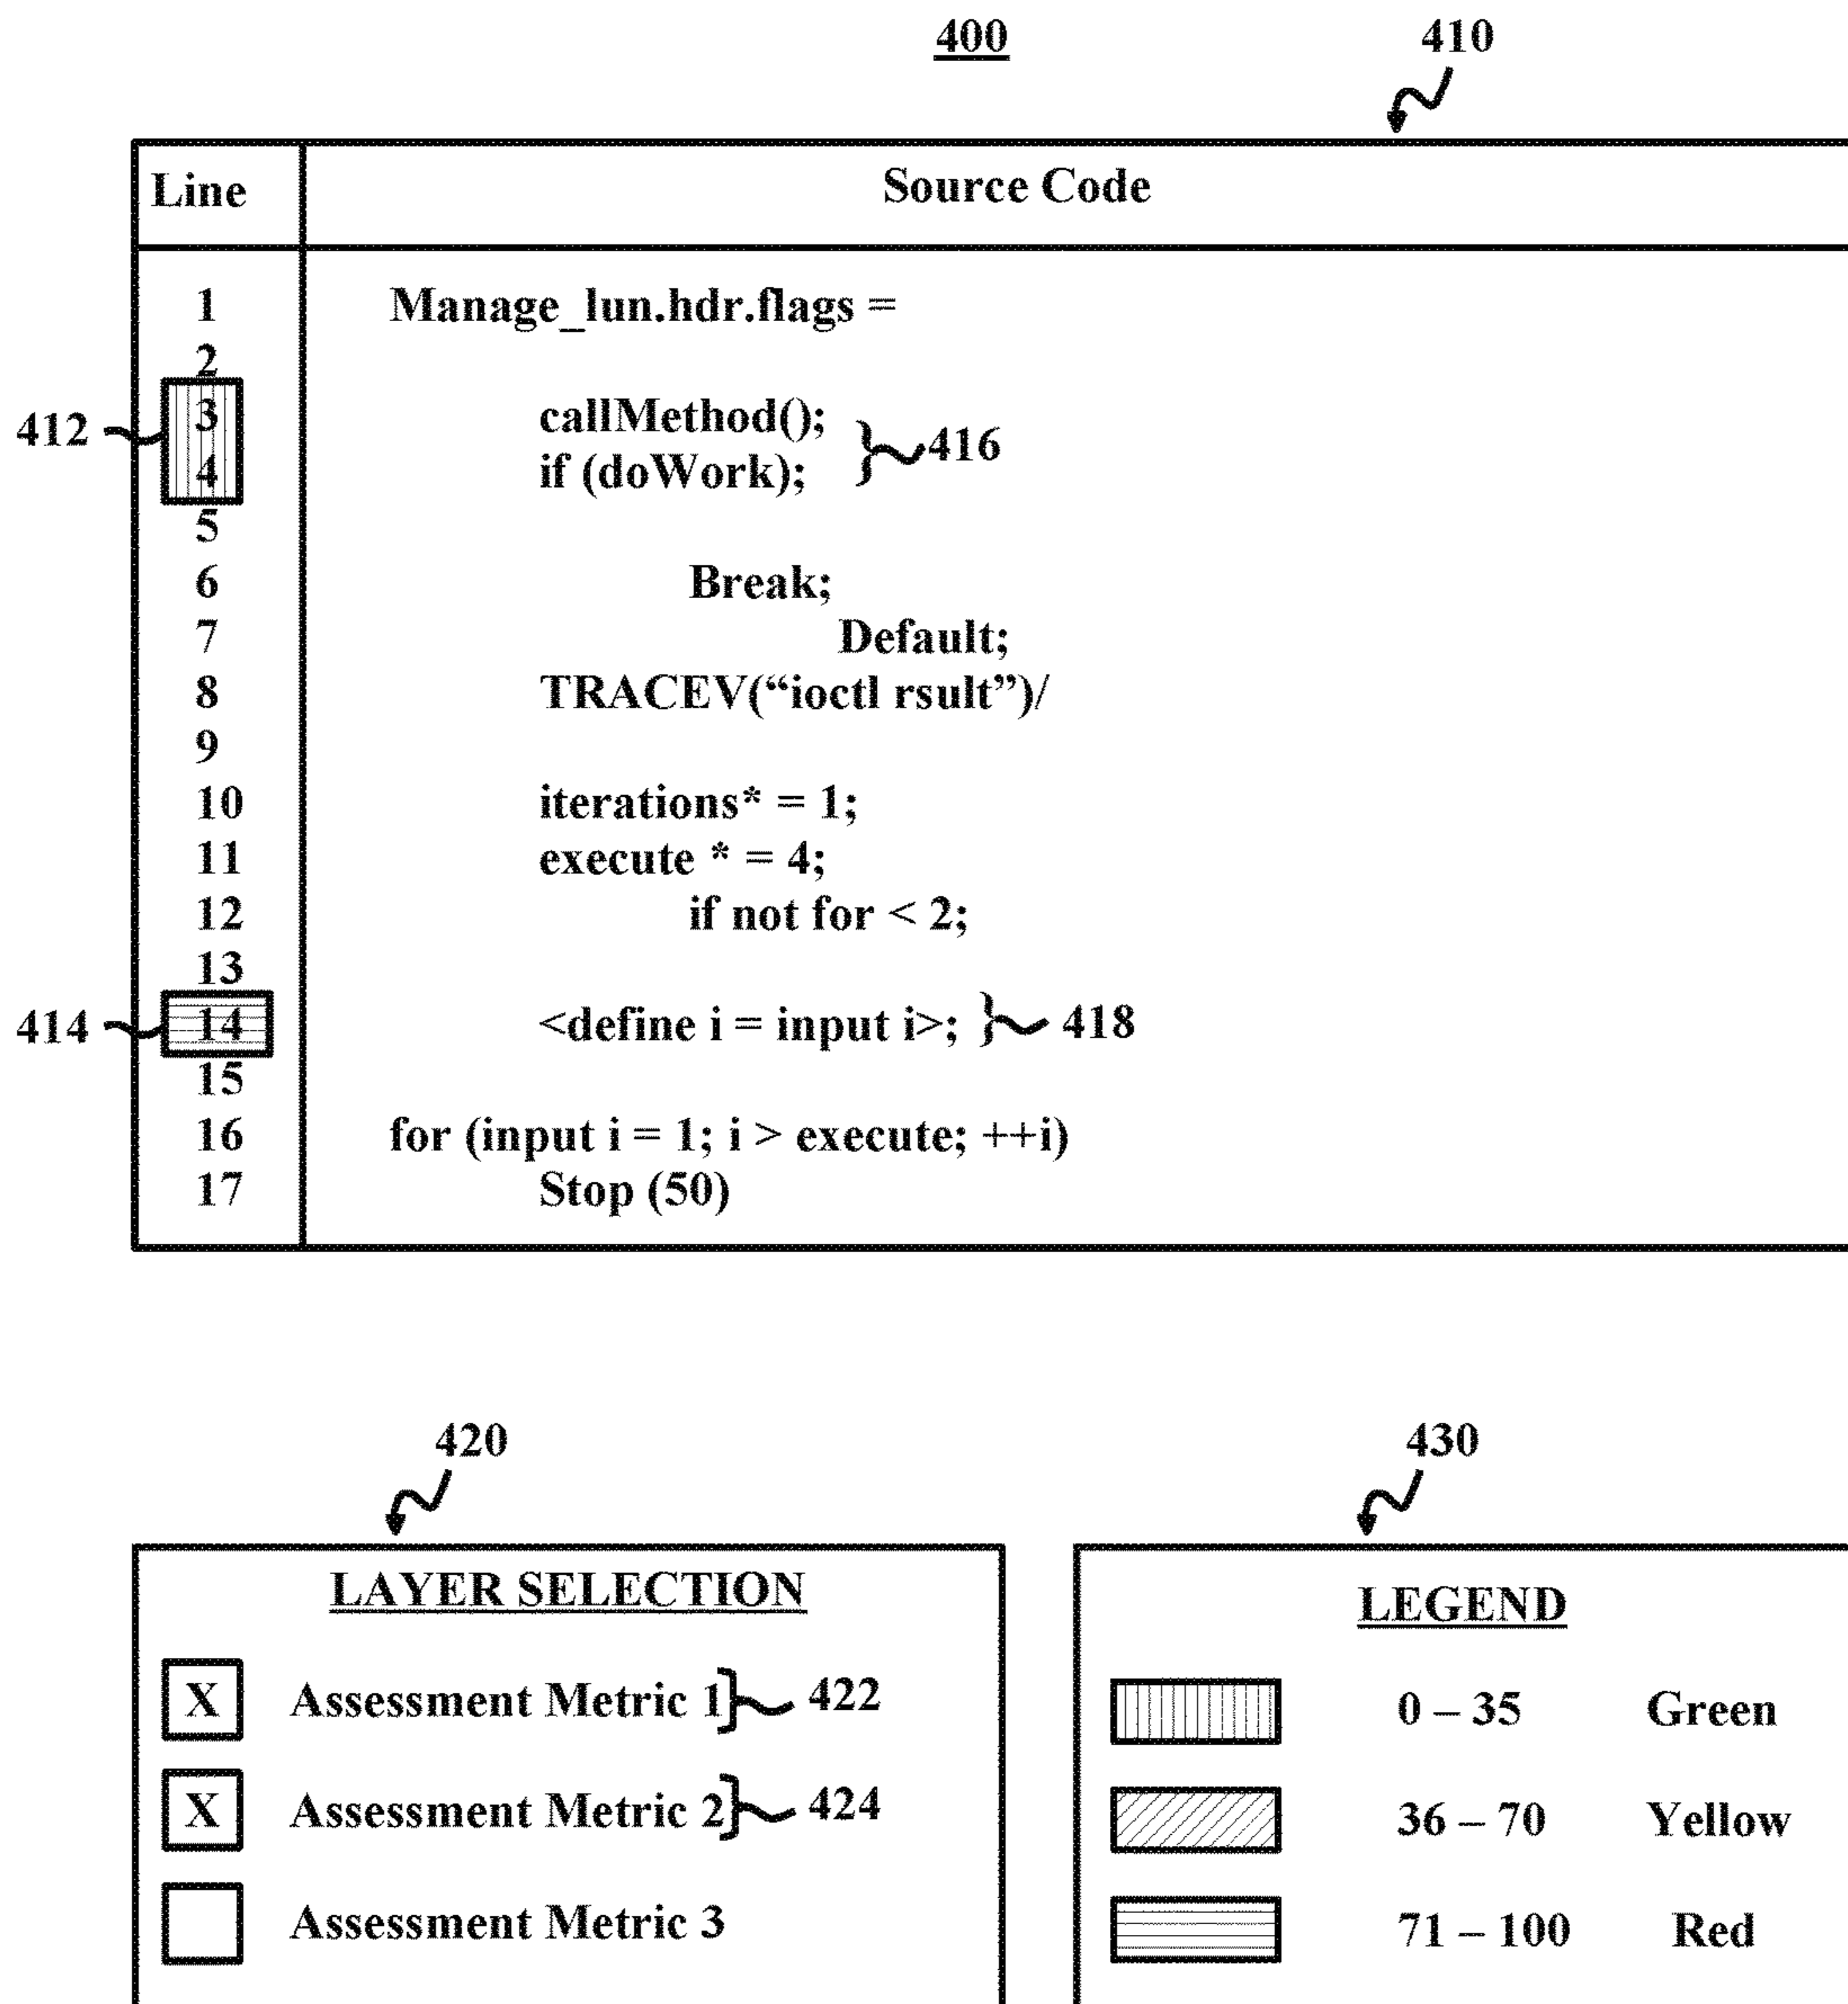 400
410
Line Source Code
1 Manage_lun.hdr.flags =
2
412 3 callMethod();
416
4 if (doWork);
5
6 Break;
7 Default;
8 TRACEV(“ioctl rsult”)/
9
10 iterations* = 1;
11 execute * = 4;
12 if not for < 2;
13
414 14 <define i = input i>; 418
15
16 for (input i = 1; i > execute; ++i)
17 Stop (50)
420 430
LAYER SELECTION
X Assessment Metric 1 422
X Assessment Metric 2 424
Assessment Metric 3
LEGEND
0 – 35 Green
36 – 70 Yellow
71 – 100 Red